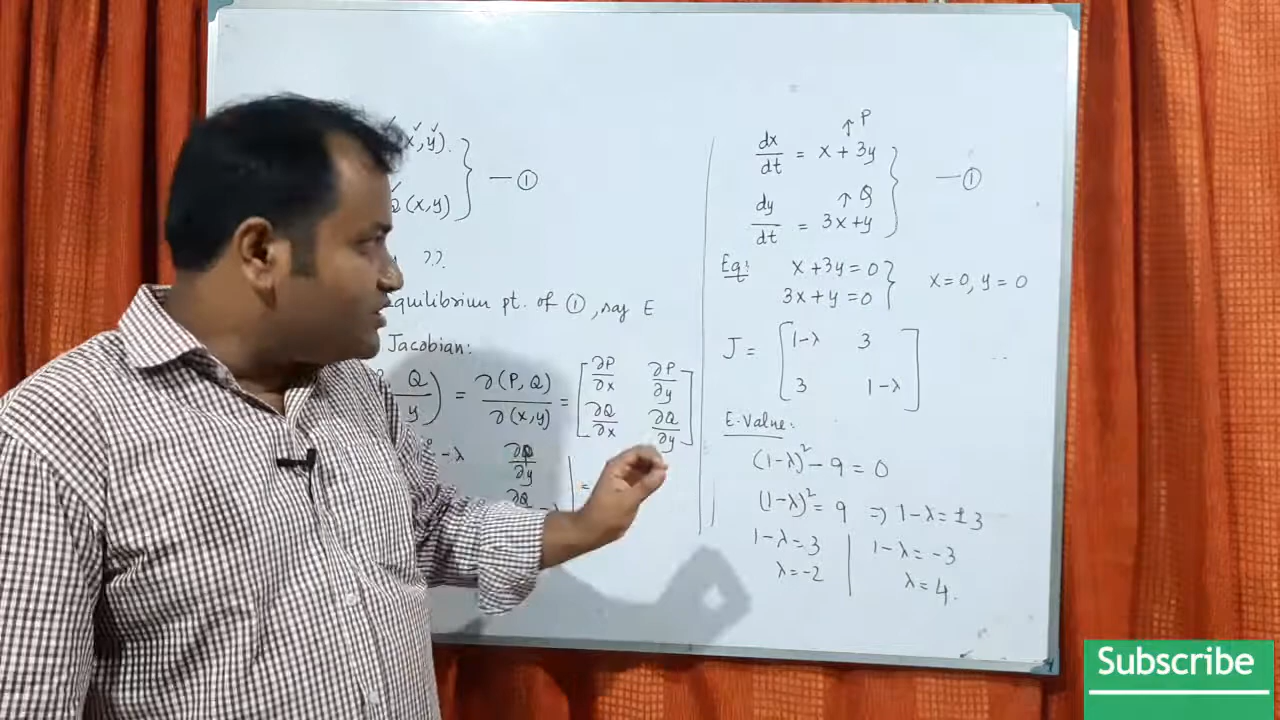 x, y).
} — ①
Q (x, y)
??.
equilibrium pt. of ①, say E
Jacobian:
Q / y ) = ∂(P, Q) / ∂(x, y) = [ ∂P/∂x ∂P/∂y
∂Q/∂x ∂Q/∂y ]
-λ ∂P/∂y
∂Q
=
↑ P
dx/dt = x + 3y
} — ①
↑ Q
dy/dt = 3x + y
Eq: x + 3y = 0 } x = 0, y = 0
3x + y = 0
J = [ 1-λ 3
3 1-λ ]
E. Value:
(1-λ)² - 9 = 0
(1-λ)² = 9 ⇒ 1-λ = ±3
1-λ = 3 | 1-λ = -3
λ = -2 | λ = 4.
Subscribe